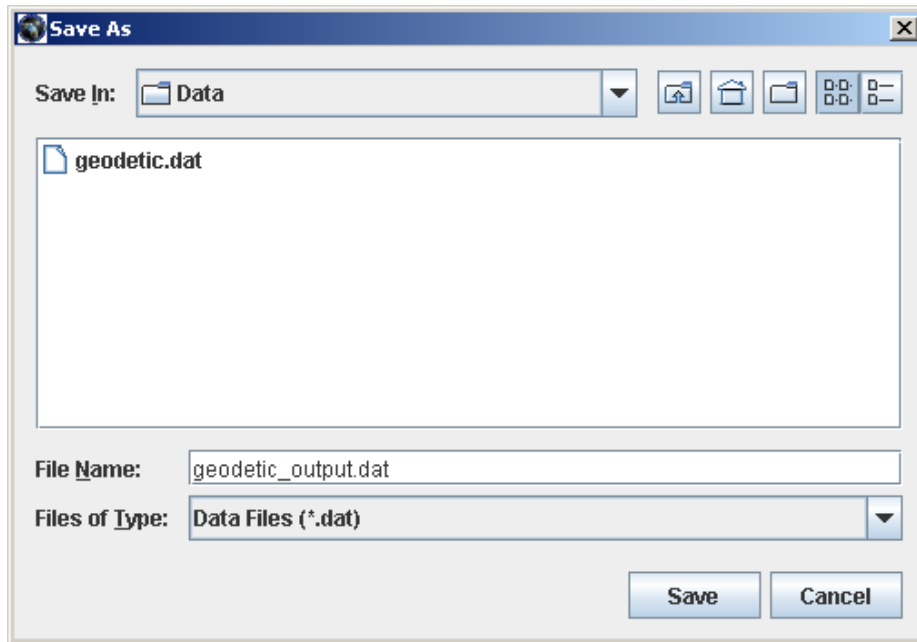 Save As
Save In: Data
geodetic.dat
File Name: geodetic_output.dat
Files of Type: Data Files (*.dat)
Save Cancel